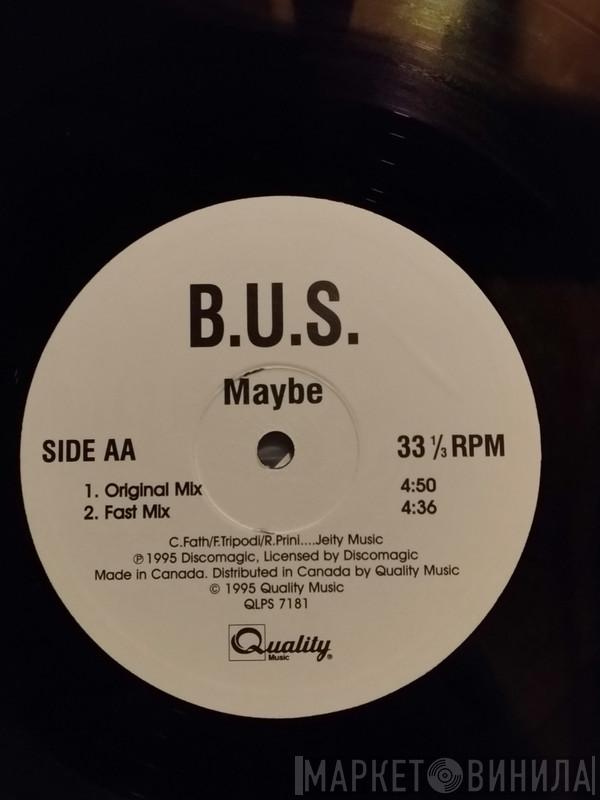 B.U.S.
Maybe
SIDE AA
33 ⅓ RPM
1. Original Mix 4:50
2. Fast Mix 4:36
C.Fath/F.Tripodi/R.Prini....Jeity Music
℗ 1995 Discomagic, Licensed by Discomagic
Made in Canada. Distributed in Canada by Quality Music
© 1995 Quality Music
QLPS 7181
Quality
Music ®
МАРКЕТ ВИНИЛА